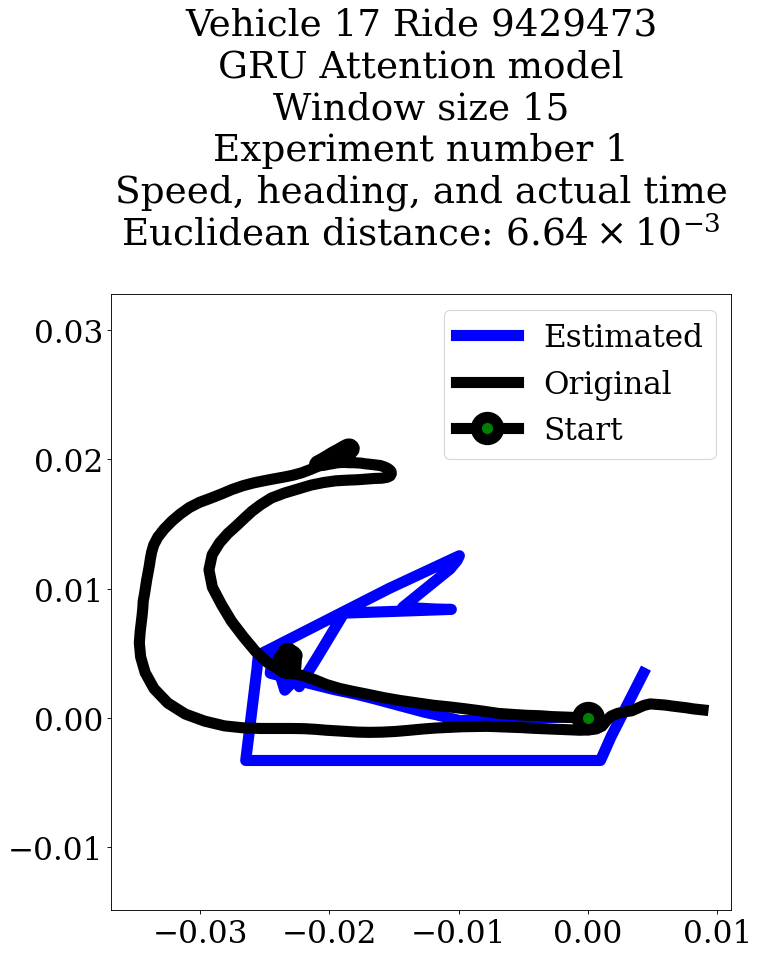 Vehicle 17 Ride 9429473
GRU Attention model
Window size 15
Experiment number 1
Speed, heading, and actual time
Euclidean distance: 6.64 × 10⁻³
Estimated
Original
Start
0.03
0.02
0.01
0.00
−0.01
−0.03
−0.02
−0.01
0.00
0.01